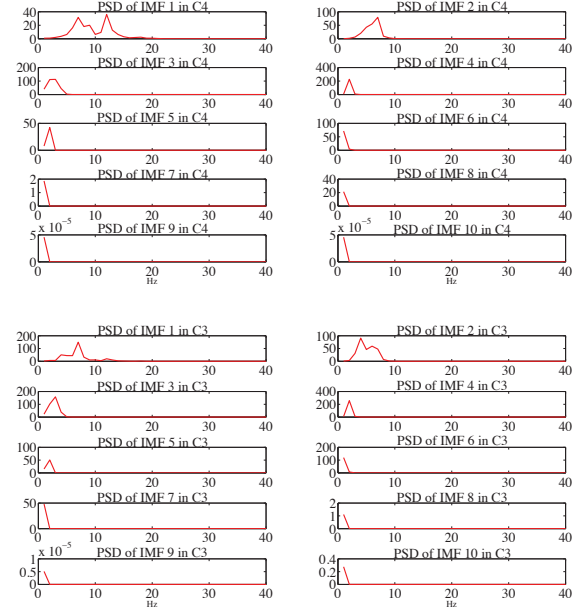 PSD of IMF 1 in C4
40
20
0
0 10 20 30 40
PSD of IMF 2 in C4
100
50
0
0 10 20 30 40
PSD of IMF 3 in C4
200
100
0
0 10 20 30 40
PSD of IMF 4 in C4
400
200
0
0 10 20 30 40
PSD of IMF 5 in C4
50
0
0 10 20 30 40
PSD of IMF 6 in C4
100
50
0
0 10 20 30 40
PSD of IMF 7 in C4
2
1
0
0 10 20 30 40
PSD of IMF 8 in C4
40
20
0
0 10 20 30 40
PSD of IMF 9 in C4
x 10⁻⁵
5
0
0 10 20 30 40
Hz
PSD of IMF 10 in C4
x 10⁻⁵
5
0
0 10 20 30 40
Hz
PSD of IMF 1 in C3
200
100
0
0 10 20 30 40
PSD of IMF 2 in C3
100
50
0
0 10 20 30 40
PSD of IMF 3 in C3
200
100
0
0 10 20 30 40
PSD of IMF 4 in C3
400
200
0
0 10 20 30 40
PSD of IMF 5 in C3
100
50
0
0 10 20 30 40
PSD of IMF 6 in C3
200
100
0
0 10 20 30 40
PSD of IMF 7 in C3
50
0
0 10 20 30 40
PSD of IMF 8 in C3
2
1
0
0 10 20 30 40
PSD of IMF 9 in C3
x 10⁻⁵
1
0.5
0
0 10 20 30 40
Hz
PSD of IMF 10 in C3
0.4
0.2
0
0 10 20 30 40
Hz